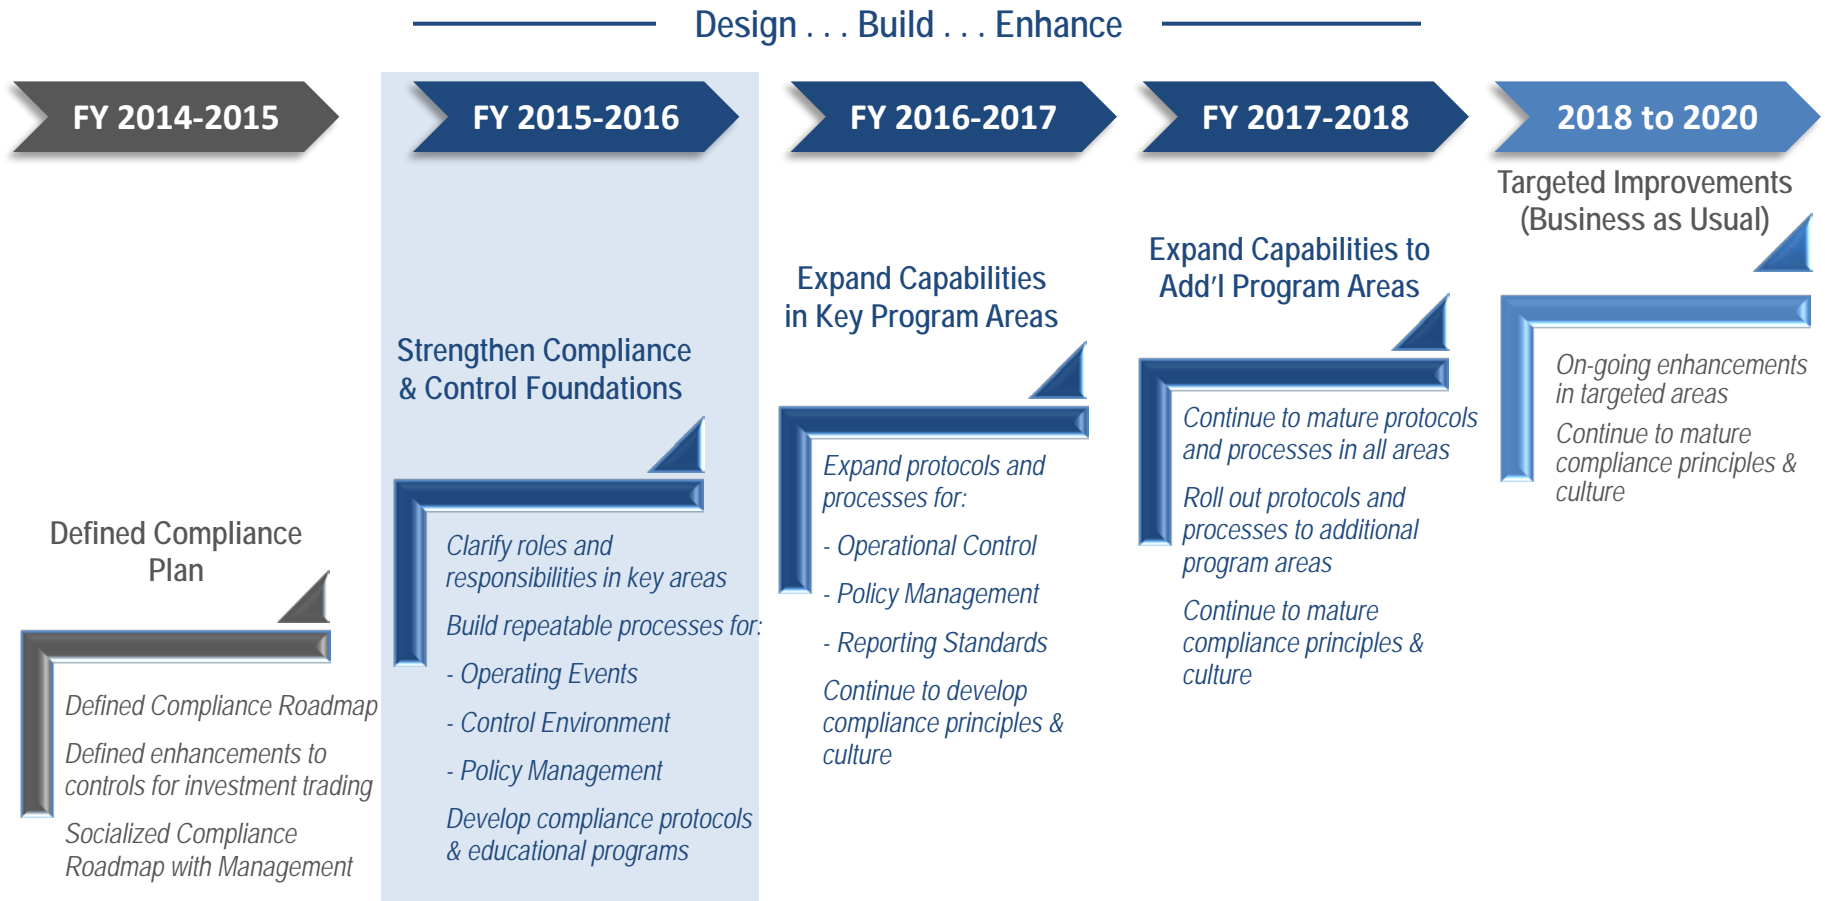 Design . . . Build . . . Enhance
FY 2014-2015
FY 2015-2016
FY 2016-2017
FY 2017-2018
2018 to 2020
Defined Compliance
Plan
Defined Compliance Roadmap
Defined enhancements to
controls for investment trading
Socialized Compliance
Roadmap with Management
Strengthen Compliance
& Control Foundations
Clarify roles and
responsibilities in key areas
Build repeatable processes for:
- Operating Events
- Control Environment
- Policy Management
Develop compliance protocols
& educational programs
Expand Capabilities
in Key Program Areas
Expand protocols and
processes for:
- Operational Control
- Policy Management
- Reporting Standards
Continue to develop
compliance principles &
culture
Expand Capabilities to
Add'l Program Areas
Continue to mature protocols
and processes in all areas
Roll out protocols and
processes to additional
program areas
Continue to mature
compliance principles &
culture
Targeted Improvements
(Business as Usual)
On-going enhancements
in targeted areas
Continue to mature
compliance principles &
culture